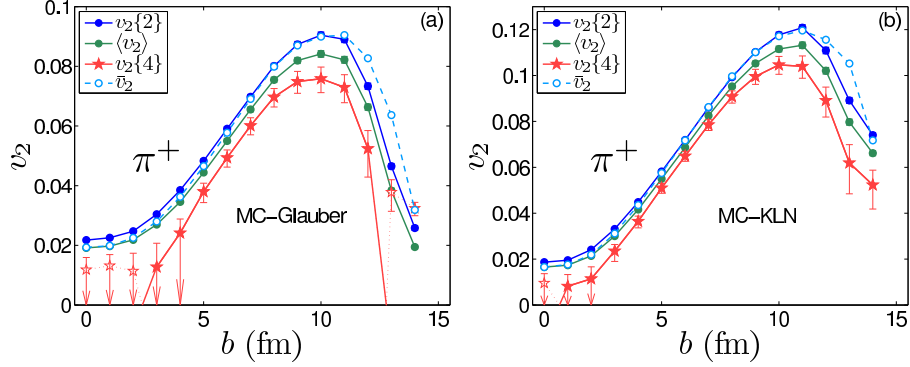 (a)
v₂{2}
⟨v₂⟩
v₂{4}
v̄₂
π⁺
MC–Glauber
v₂
0.1
0.08
0.06
0.04
0.02
0
0 5 10 15
b (fm)
(b)
v₂{2}
⟨v₂⟩
v₂{4}
v̄₂
π⁺
MC–KLN
v₂
0.12
0.1
0.08
0.06
0.04
0.02
0
0 5 10 15
b (fm)